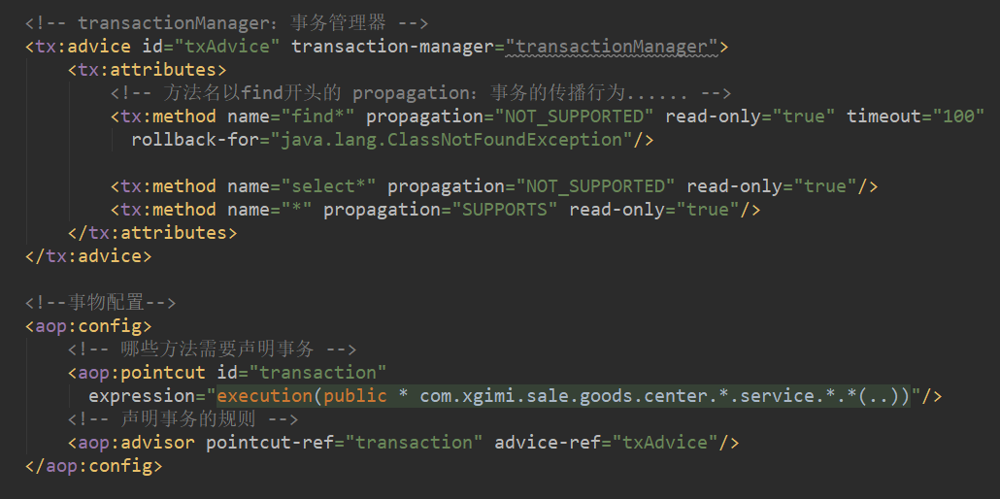 <!-- transactionManager：事务管理器 -->
<tx:advice id="txAdvice" transaction-manager="transactionManager">
<tx:attributes>
<!-- 方法名以find开头的 propagation：事务的传播行为...... -->
<tx:method name="find*" propagation="NOT_SUPPORTED" read-only="true" timeout="100"
rollback-for="java.lang.ClassNotFoundException"/>
<tx:method name="select*" propagation="NOT_SUPPORTED" read-only="true"/>
<tx:method name="*" propagation="SUPPORTS" read-only="true"/>
</tx:attributes>
</tx:advice>
<!--事物配置-->
<aop:config>
<!-- 哪些方法需要声明事务 -->
<aop:pointcut id="transaction"
expression="execution(public * com.xgimi.sale.goods.center.*.service.*.*(..))"/>
<!-- 声明事务的规则 -->
<aop:advisor pointcut-ref="transaction" advice-ref="txAdvice"/>
</aop:config>